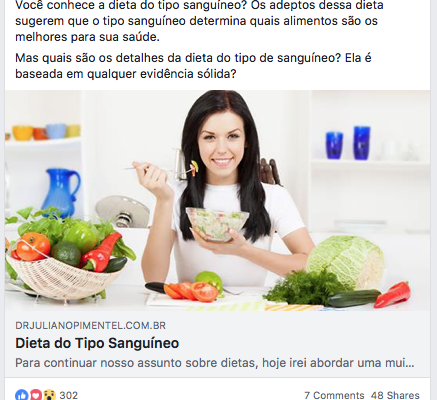 Você conhece a dieta do tipo sanguíneo? Os adeptos dessa dieta
sugerem que o tipo sanguíneo determina quais alimentos são os
melhores para sua saúde.
Mas quais são os detalhes da dieta do tipo de sanguíneo? Ela é
baseada em qualquer evidência sólida?
DRJULIANOPIMENTEL.COM.BR
Dieta do Tipo Sanguíneo
Para continuar nosso assunto sobre dietas, hoje irei abordar uma mui...
302
7 Comments 48 Shares